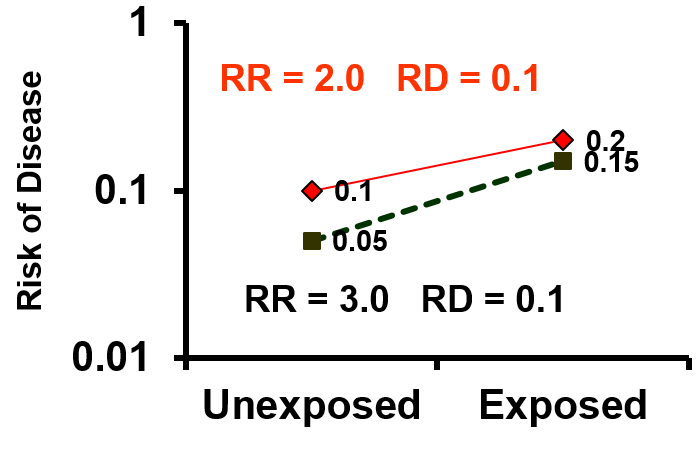 1
RR = 2.0 RD = 0.1
Risk of Disease
0.2
0.15
0.1
0.1
0.05
RR = 3.0 RD = 0.1
0.01
Unexposed Exposed